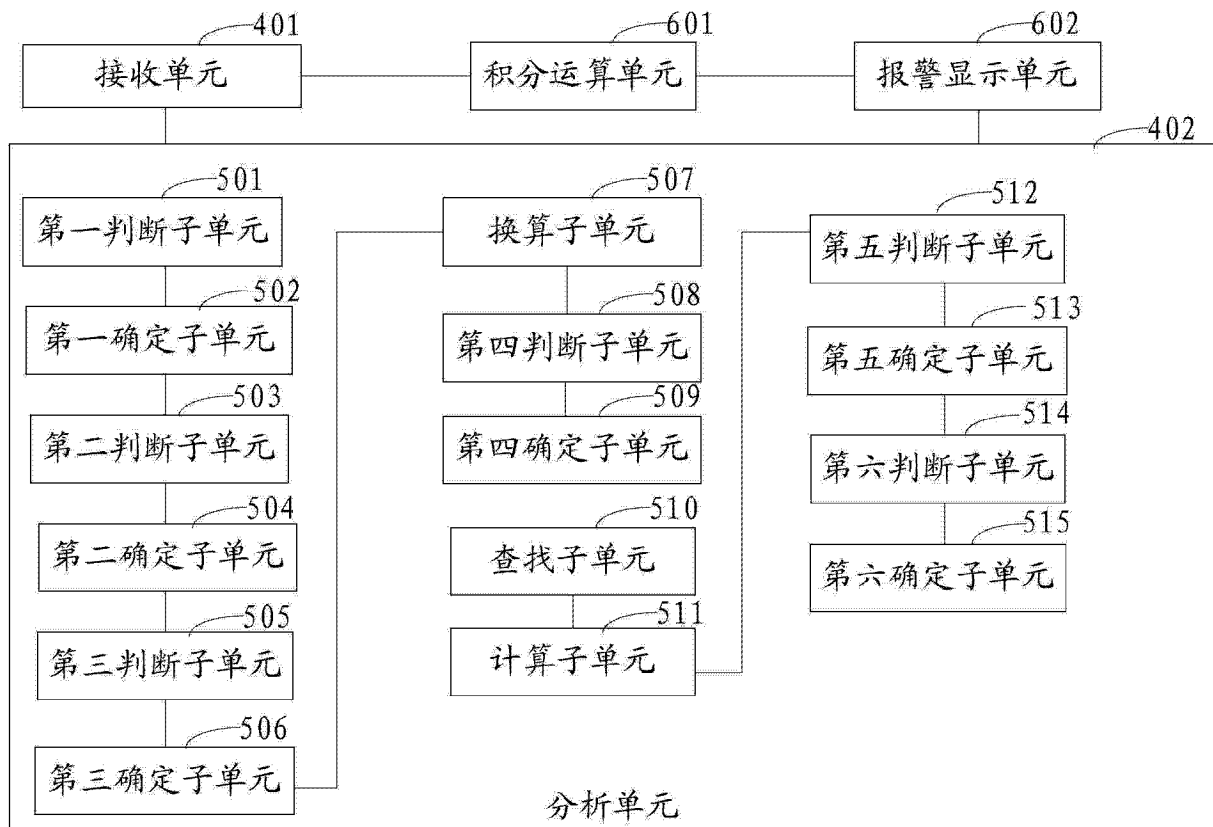 401
接收单元
601
积分运算单元
602
报警显示单元
402
501
第一判断子单元
502
第一确定子单元
503
第二判断子单元
504
第二确定子单元
505
第三判断子单元
506
第三确定子单元
507
换算子单元
508
第四判断子单元
509
第四确定子单元
510
查找子单元
511
计算子单元
512
第五判断子单元
513
第五确定子单元
514
第六判断子单元
515
第六确定子单元
分析单元